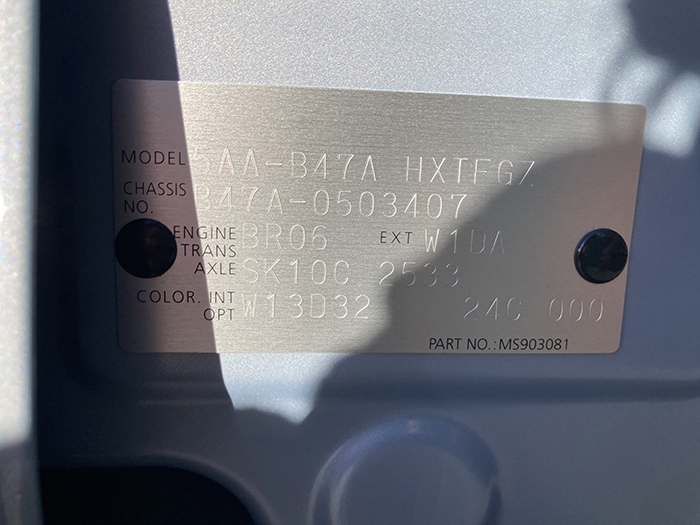 MODEL 5AA-B47A HXTFGZ
CHASSIS NO. B47A-0503407
ENGINE BR06 EXT W1DA
TRANS AXLE SK10C 2533
COLOR. INT OPT W13D32 24C 000
PART NO.: MS903081